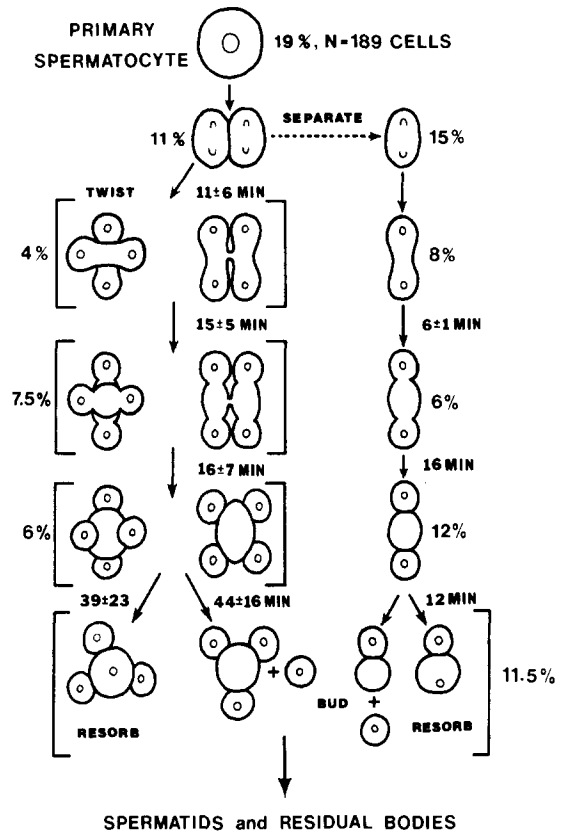 PRIMARY
SPERMATOCYTE
19%, N=189 CELLS
11%
SEPARATE
15%
TWIST
11±6 MIN
4%
8%
15±5 MIN
6±1 MIN
7.5%
6%
16±7 MIN
16 MIN
6%
12%
39±23
44±16 MIN
12 MIN
+
BUD
+
RESORB
RESORB
11.5%
SPERMATIDS and RESIDUAL BODIES